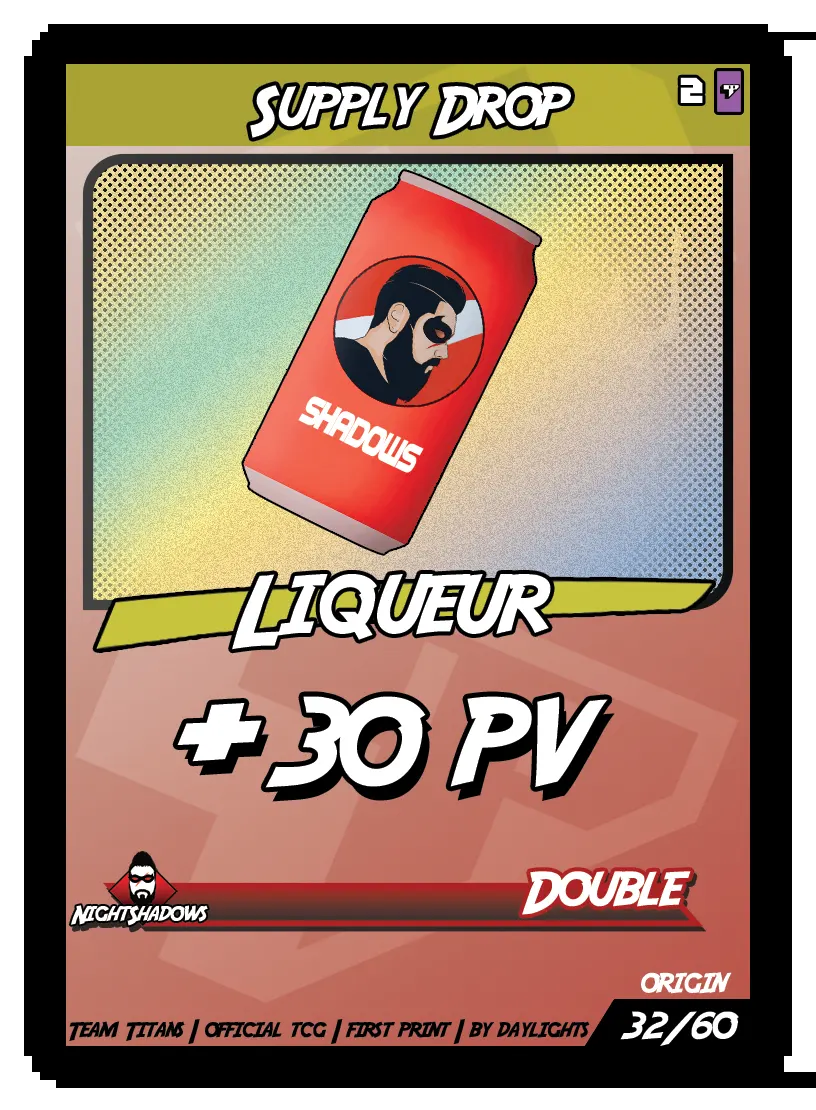 Supply Drop
2
SHADOWS
Liqueur
+30 PV
NightShadows
Double
Origin
Team Titans | Official TCG | First Print | By Daylights
32/60